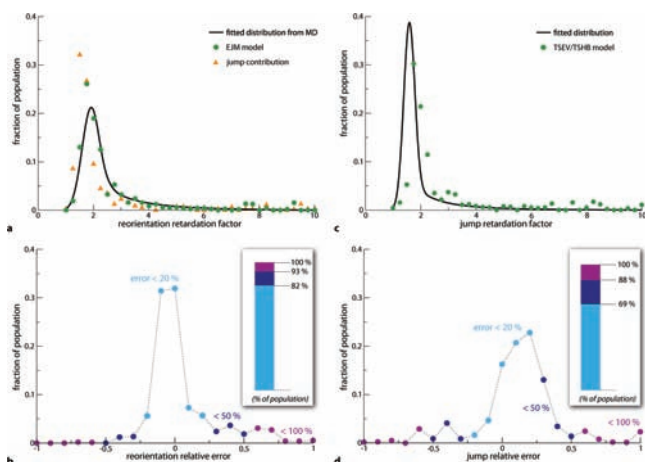 0.4
0.3
0.2
0.1
0
fraction of population
fitted distribution from MD
EJM model
jump contribution
0 2 4 6 8 10
reorientation retardation factor
a
0.4
0.3
0.2
0.1
0
fraction of population
fitted distribution
TSEV/TSHB model
0 2 4 6 8 10
jump retardation factor
c
0.4
0.3
0.2
0.1
0
fraction of population
error < 20 %
< 50 %
< 100 %
100 %
93 %
82 %
(% of population)
-1 -0.5 0 0.5 1
reorientation relative error
b
0.4
0.3
0.2
0.1
0
fraction of population
error < 20 %
< 50 %
< 100 %
100 %
88 %
69 %
(% of population)
-1 -0.5 0 0.5 1
jump relative error
d